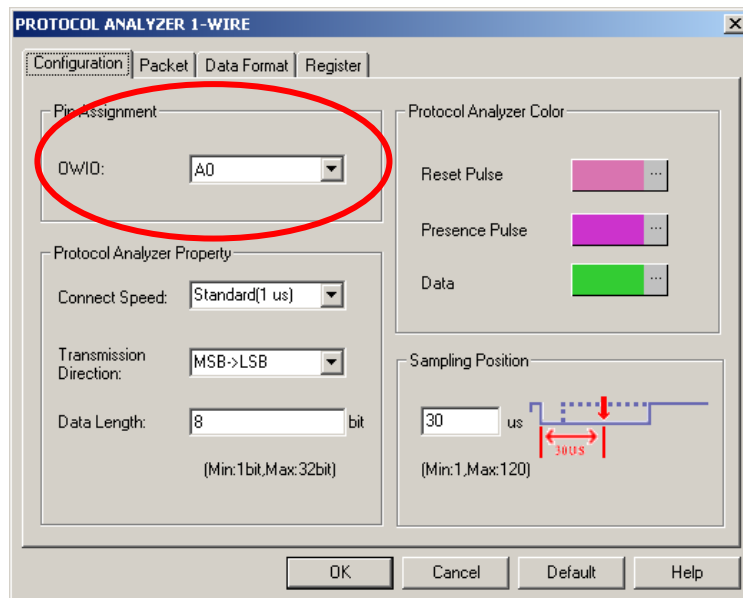 PROTOCOL ANALYZER 1-WIRE
Configuration Packet Data Format Register
Pin Assignment
OWIO: A0
Protocol Analyzer Property
Connect Speed: Standard(1 us)
Transmission
Direction: MSB->LSB
Data Length: 8 bit
(Min:1bit,Max:32bit)
Protocol Analyzer Color
Reset Pulse ...
Presence Pulse ...
Data ...
Sampling Position
30 us
30US
(Min:1,Max:120)
OK Cancel Default Help